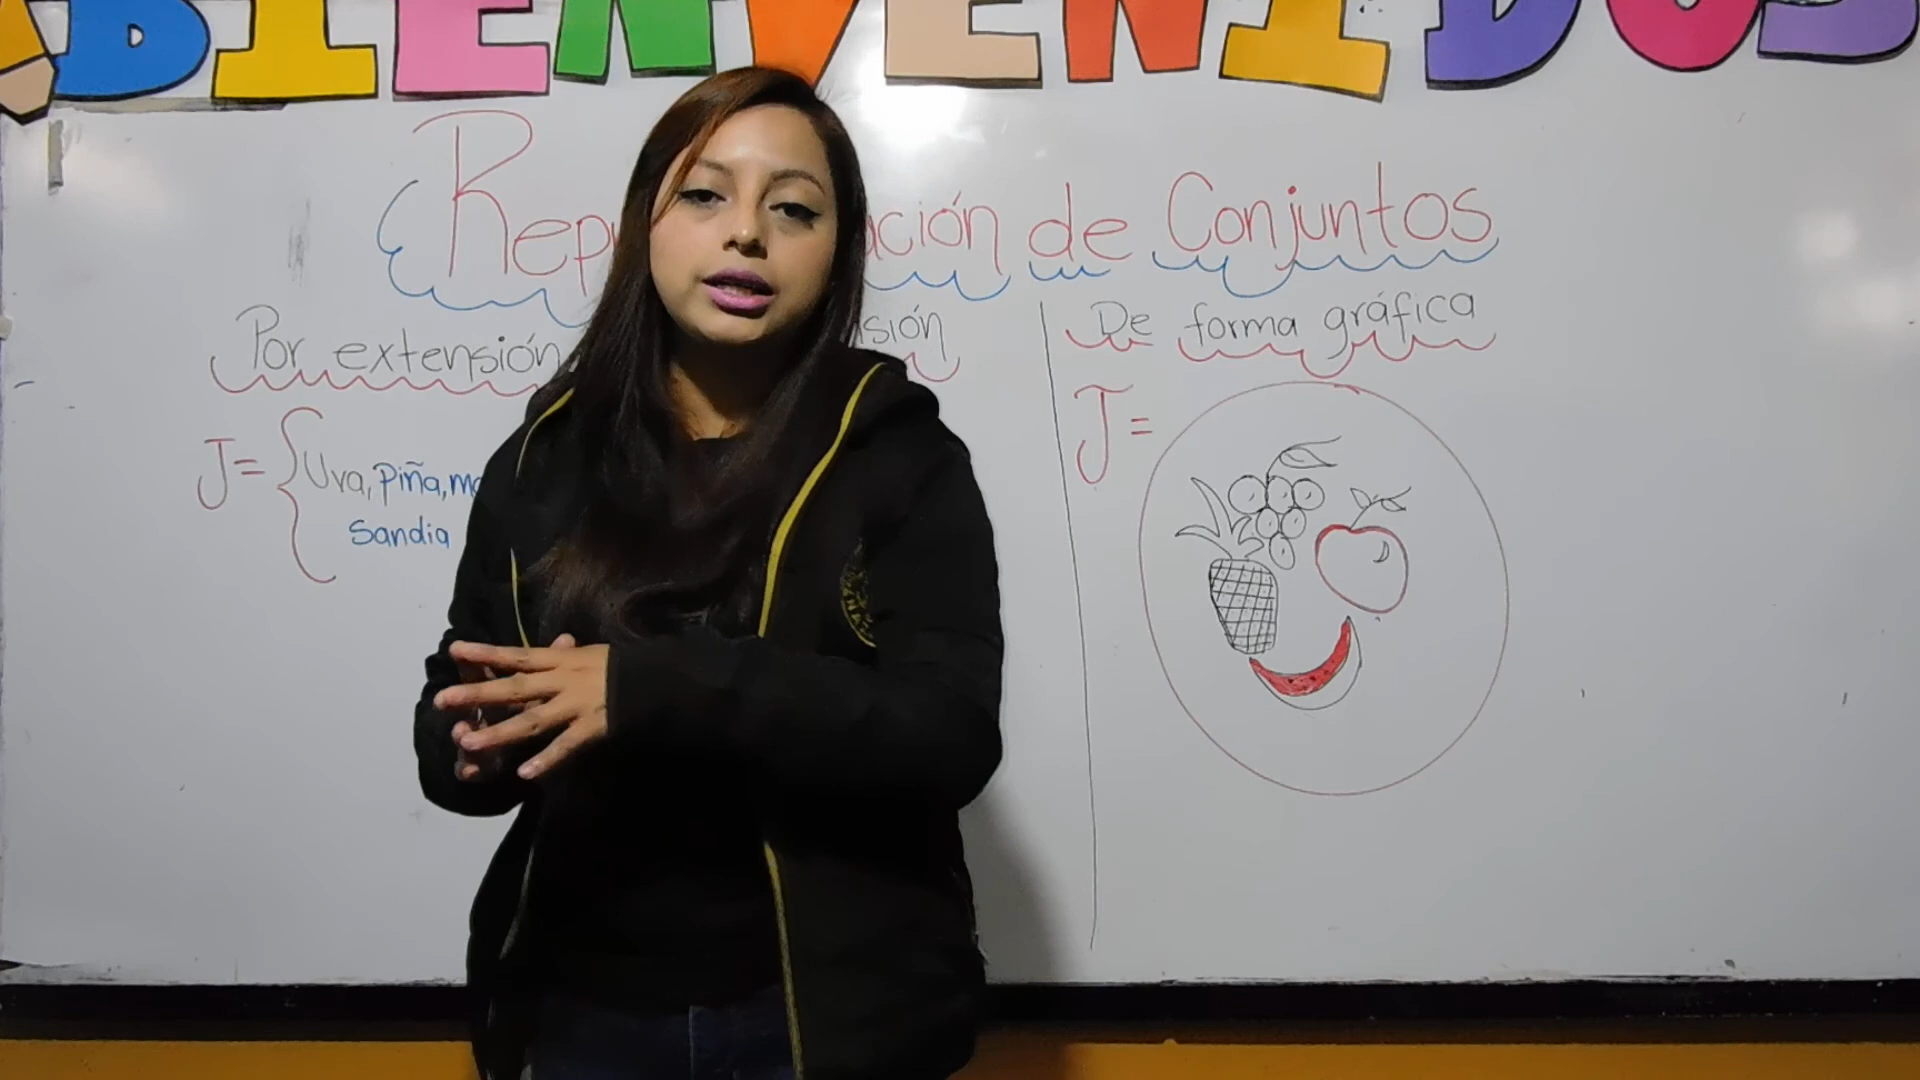 BIENVENIDOS
Rep ación de Conjuntos
Por extensión
J = { Uva, piña, m
Sandia
sión
De forma gráfica
J =